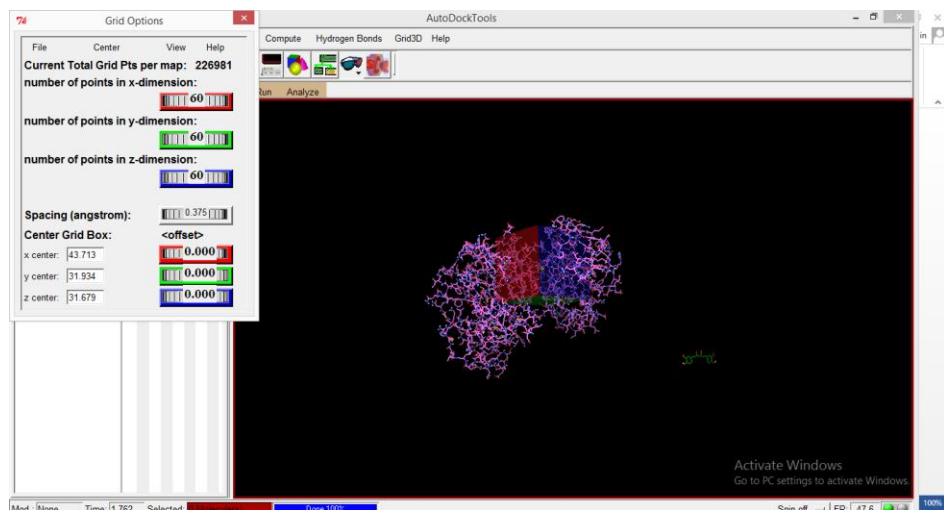 Grid Options
AutoDockTools
File Center View Help
Compute Hydrogen Bonds Grid3D Help
in
Current Total Grid Pts per map: 226981
number of points in x-dimension:
60
Run Analyze
number of points in y-dimension:
60
number of points in z-dimension:
60
Spacing (angstrom): 0.375
Center Grid Box: <offset>
x center: 43.713 0.000
y center: 31.934 0.000
z center: 31.679 0.000
Activate Windows
Go to PC settings to activate Windows.
Mod.: None Time: 1.762 Selected: Done 100% Spin off FR: 47.6 100%